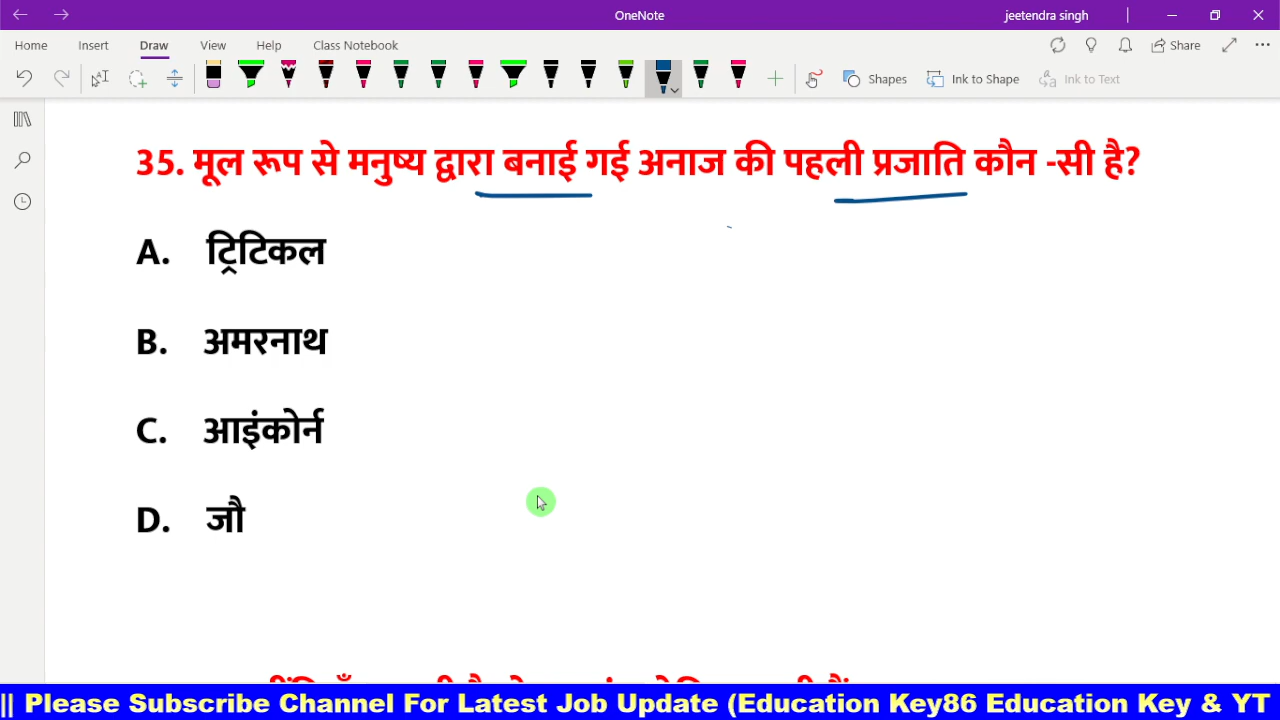 OneNote
jeetendra singh
Home Insert Draw View Help Class Notebook
Share
Shapes Ink to Shape Ink to Text
35. मूल रूप से मनुष्य द्वारा बनाई गई अनाज की पहली प्रजाति कौन -सी है?
A. ट्रिटिकल
B. अमरनाथ
C. आइंकोर्न
D. जौ
|| Please Subscribe Channel For Latest Job Update (Education Key86 Education Key & YT